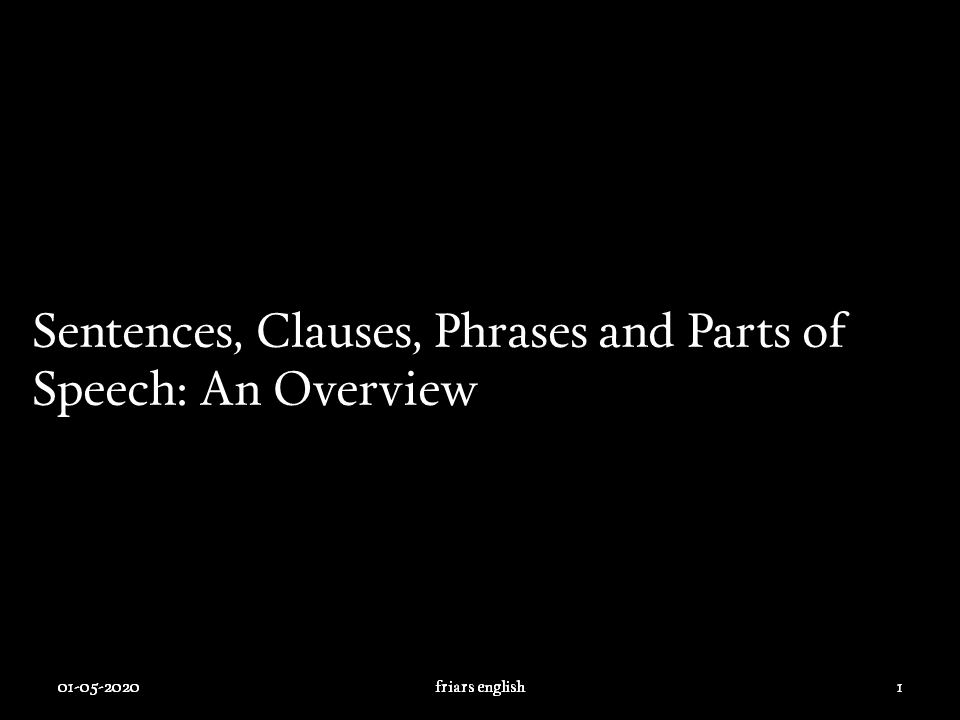 Sentences, Clauses, Phrases and Parts of
Speech: An Overview
01-05-2020 friars english 1